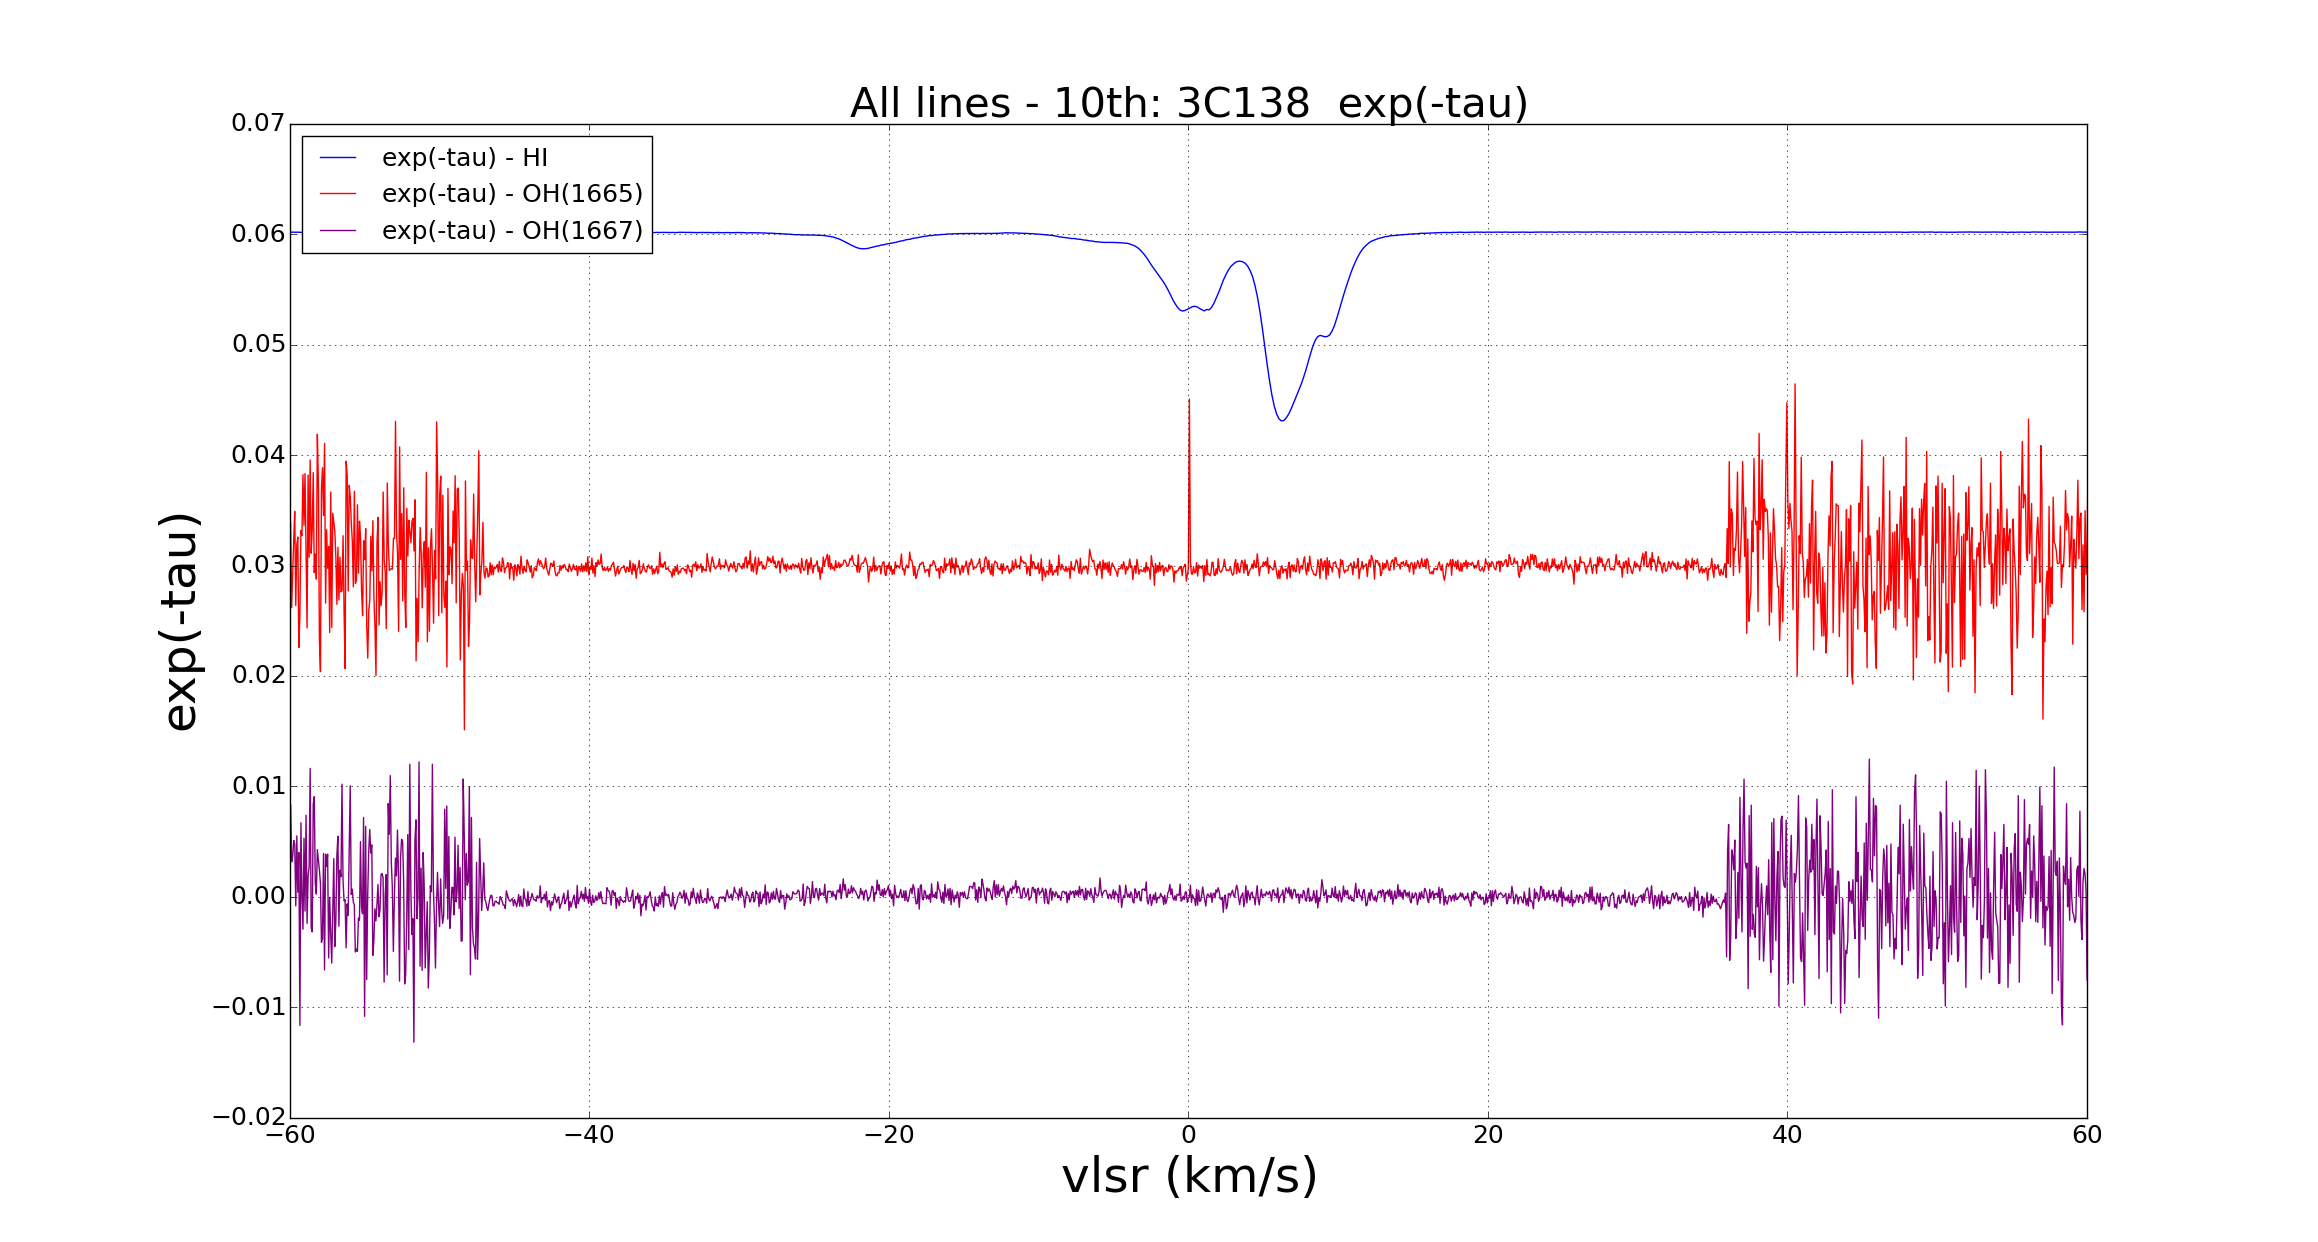 All lines - 10th: 3C138  exp(-tau)
exp(-tau) - HI
exp(-tau) - OH(1665)
exp(-tau) - OH(1667)
0.07
0.06
0.05
0.04
0.03
0.02
0.01
0.00
−0.01
−0.02
exp(-tau)
−60
−40
−20
0
20
40
60
vlsr (km/s)